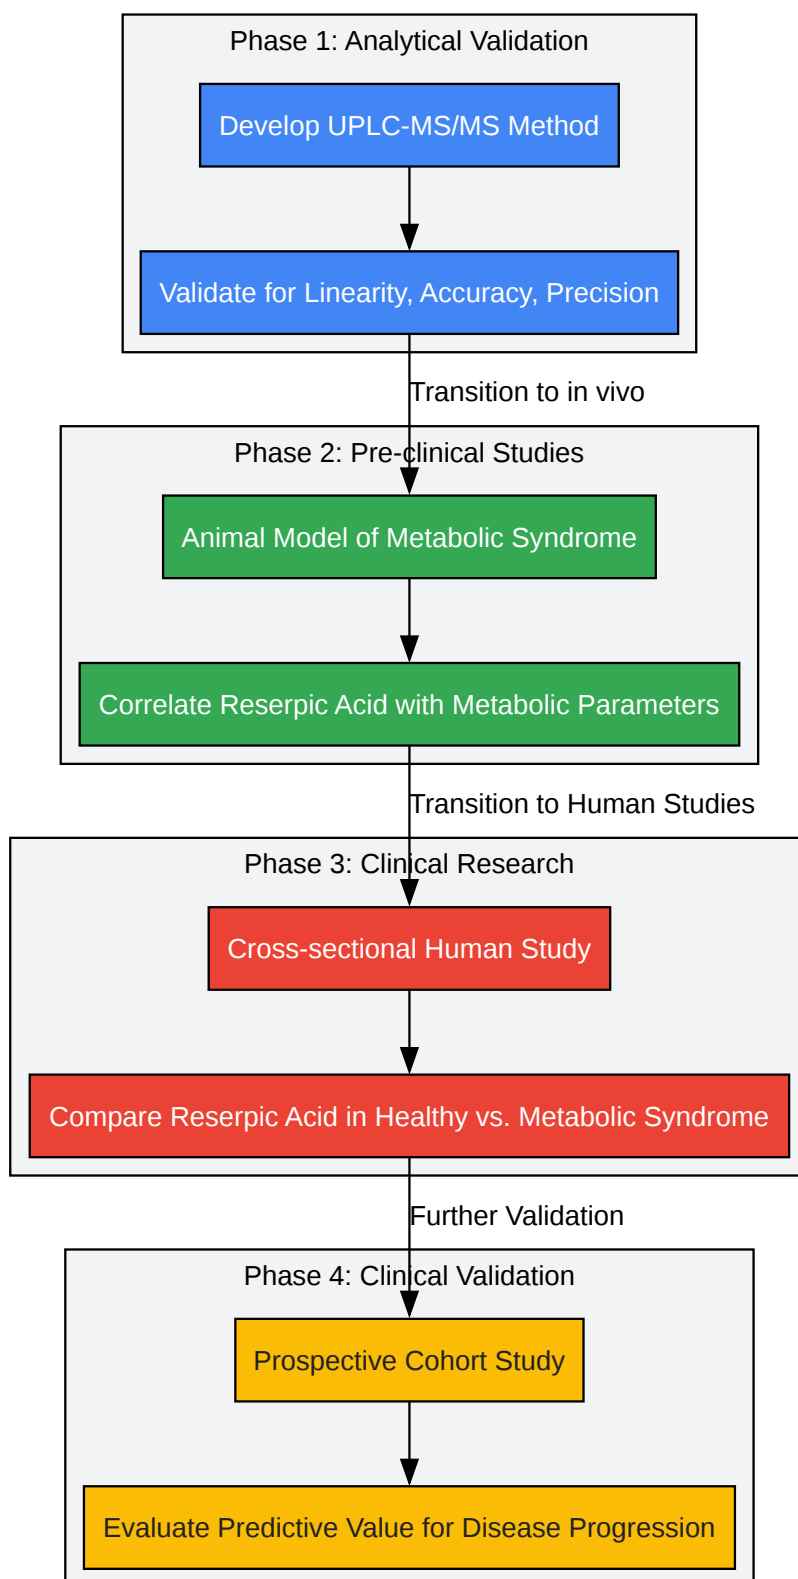 Phase 1: Analytical Validation
Develop UPLC-MS/MS Method
Validate for Linearity, Accuracy, Precision
Transition to in vivo
Phase 2: Pre-clinical Studies
Animal Model of Metabolic Syndrome
Correlate Reserpic Acid with Metabolic Parameters
Transition to Human Studies
Phase 3: Clinical Research
Cross-sectional Human Study
Compare Reserpic Acid in Healthy vs. Metabolic Syndrome
Further Validation
Phase 4: Clinical Validation
Prospective Cohort Study
Evaluate Predictive Value for Disease Progression